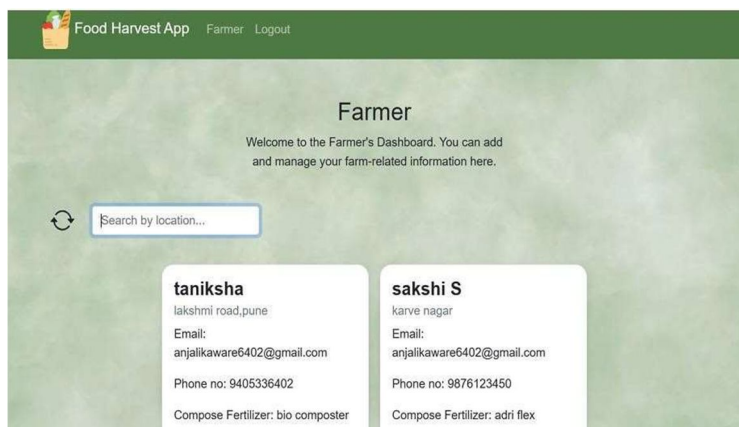 Food Harvest App Farmer Logout
Farmer
Welcome to the Farmer's Dashboard. You can add
and manage your farm-related information here.
Search by location...
taniksha
lakshmi road,pune
Email:
anjalikaware6402@gmail.com
Phone no: 9405336402
Compose Fertilizer: bio composter
sakshi S
karve nagar
Email:
anjalikaware6402@gmail.com
Phone no: 9876123450
Compose Fertilizer: adri flex